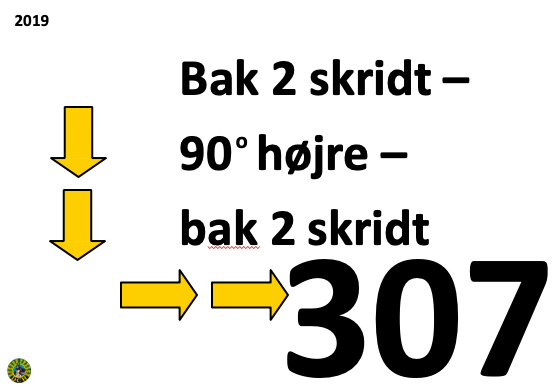 2019
Bak 2 skridt –
90° højre –
bak 2 skridt
307